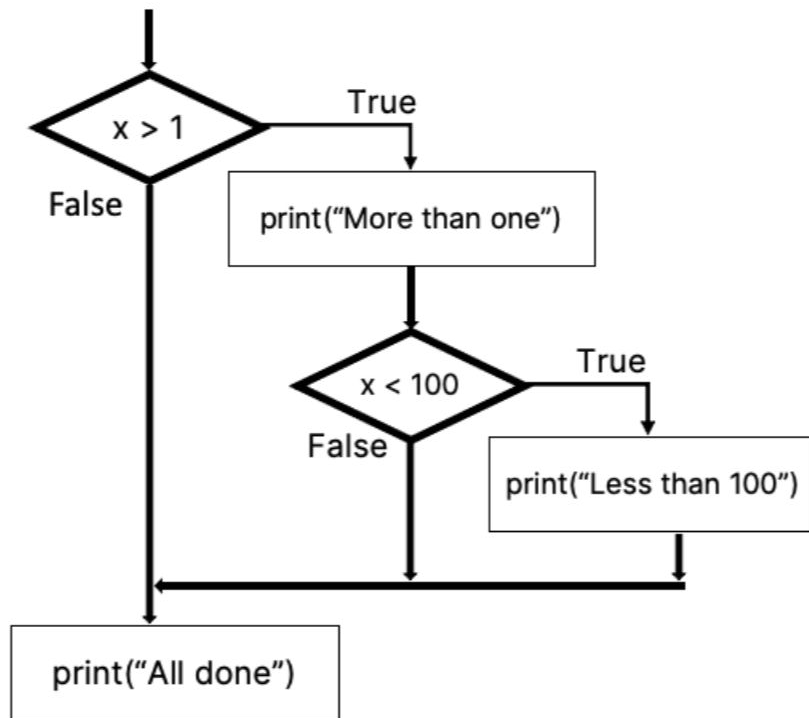 True
x > 1
False
print(“More than one”)
True
x < 100
False
print(“Less than 100”)
print(“All done”)